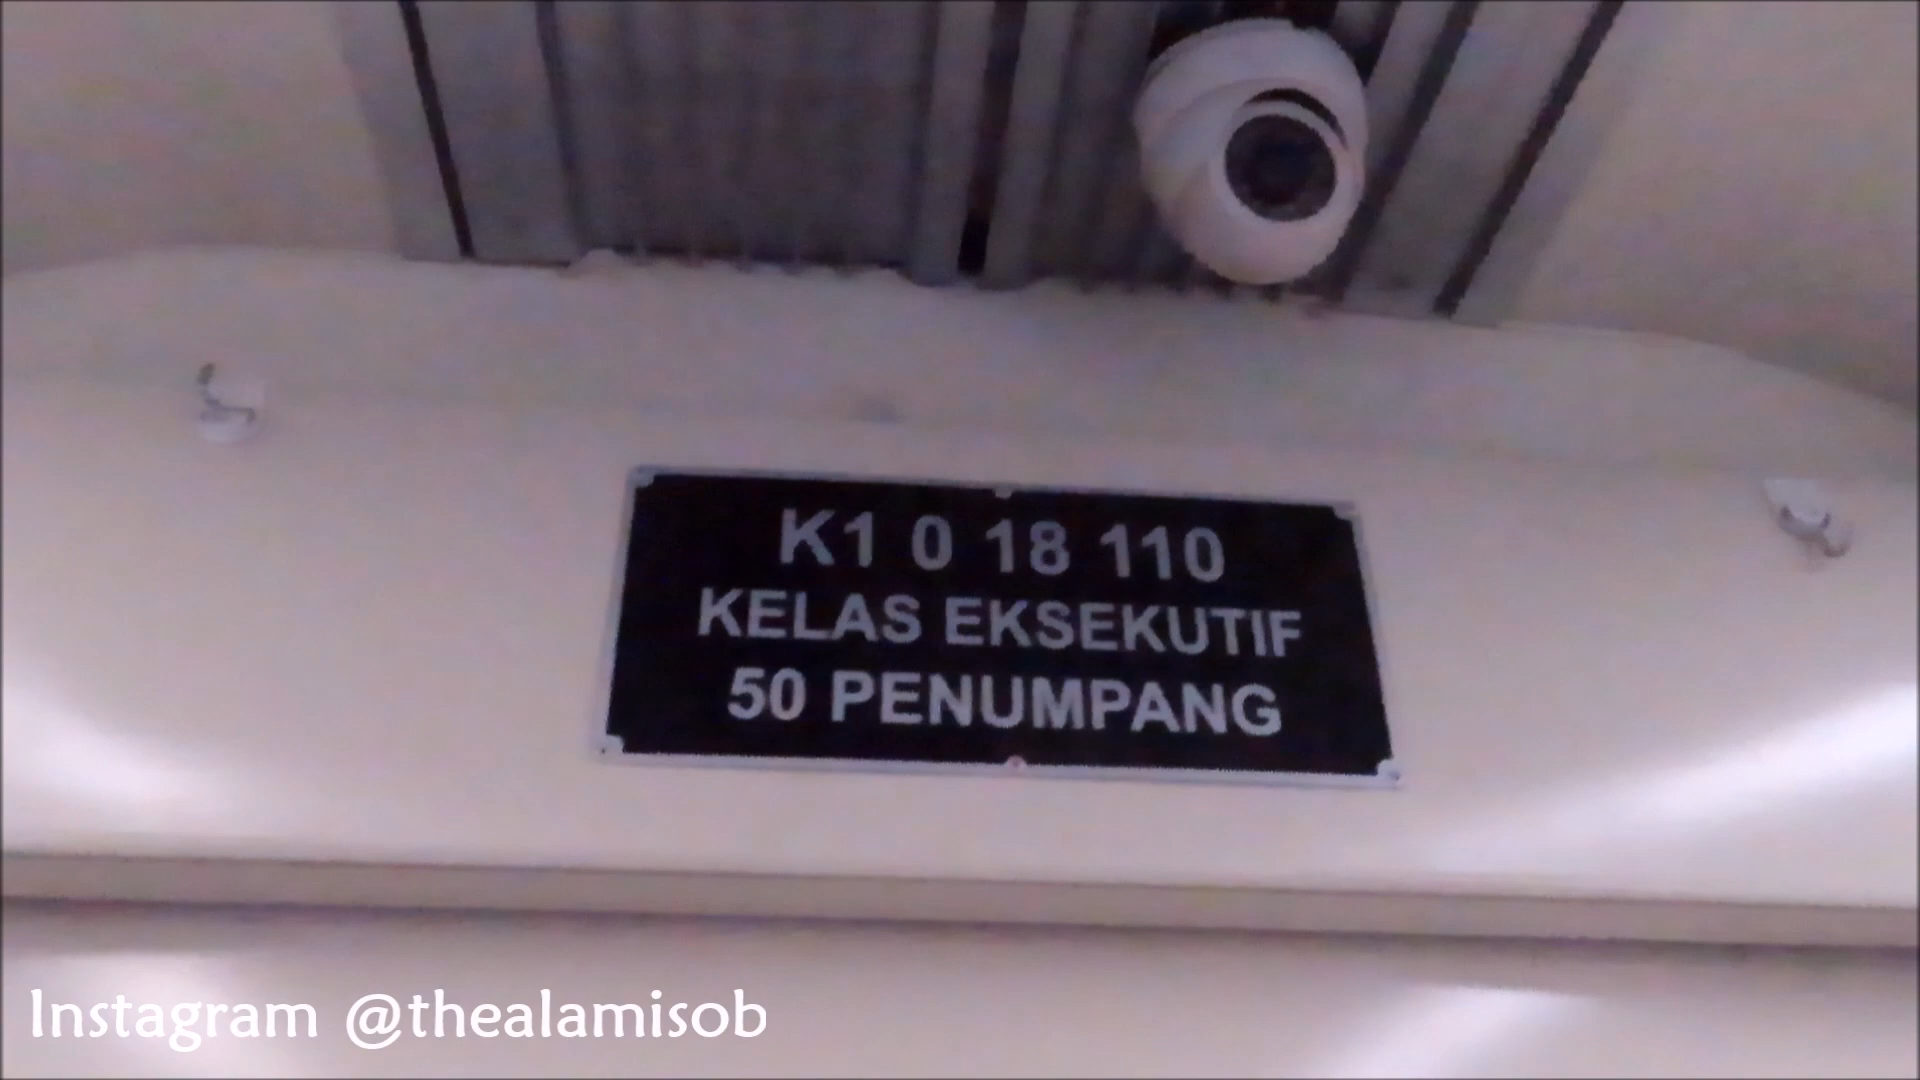 K1 0 18 110
KELAS EKSEKUTIF
50 PENUMPANG
Instagram @thealamisob